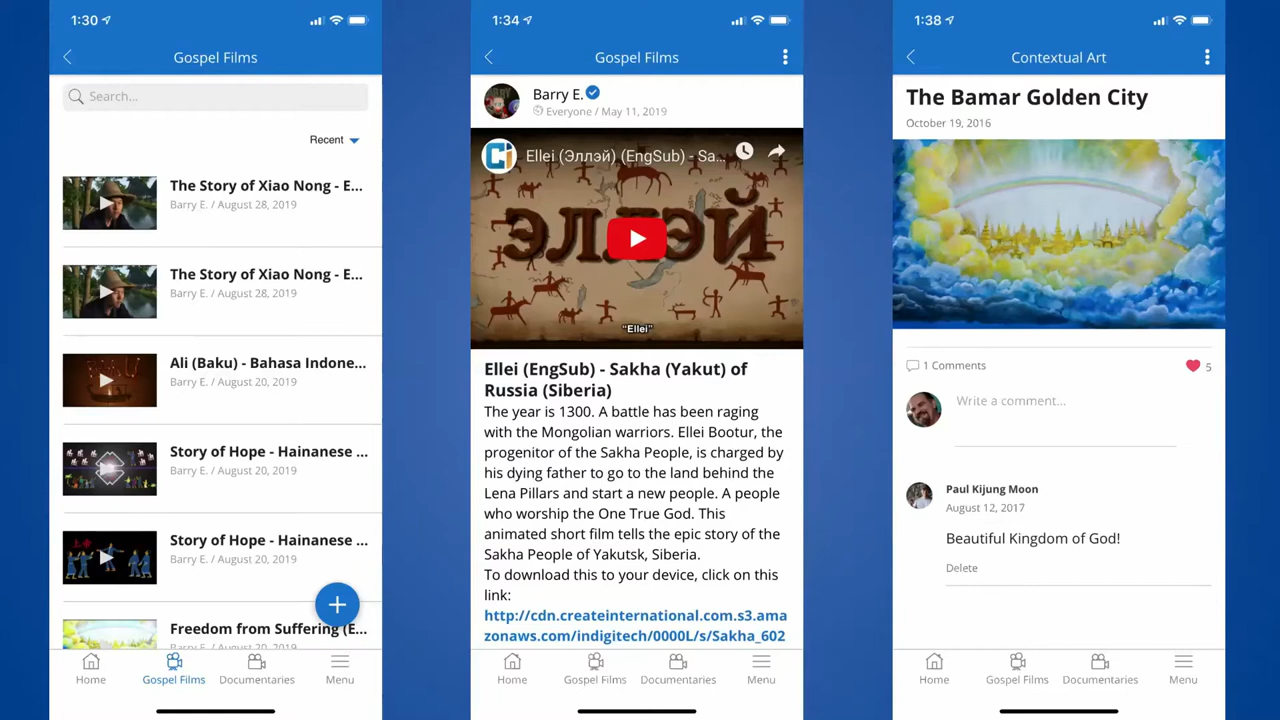 1:30
Gospel Films
Search...
Recent
The Story of Xiao Nong - E...
Barry E. / August 28, 2019
The Story of Xiao Nong - E...
Barry E. / August 28, 2019
Ali (Baku) - Bahasa Indone...
Barry E. / August 20, 2019
Story of Hope - Hainanese ...
Barry E. / August 20, 2019
Story of Hope - Hainanese ...
Barry E. / August 20, 2019
Freedom from Suffering (E...
Barry E. / August 20, 2019
Home
Gospel Films
Documentaries
Menu
1:34
Gospel Films
Barry E.
Everyone / May 11, 2019
Ellei (Эллэй) (EngSub) - Sa...
ЭЛЛЭЙ
"Ellei"
Ellei (EngSub) - Sakha (Yakut) of
Russia (Siberia)
The year is 1300. A battle has been raging
with the Mongolian warriors. Ellei Bootur, the
progenitor of the Sakha People, is charged by
his dying father to go to the land behind the
Lena Pillars and start a new people. A people
who worship the One True God. This
animated short film tells the epic story of the
Sakha People of Yakutsk, Siberia.
To download this to your device, click on this
link:
http://cdn.createinternational.com.s3.ama
zonaws.com/indigitech/0000L/s/Sakha_602
Home
Gospel Films
Documentaries
Menu
1:38
Contextual Art
The Bamar Golden City
October 19, 2016
1 Comments
5
Write a comment...
Paul Kijung Moon
August 12, 2017
Beautiful Kingdom of God!
Delete
Home
Gospel Films
Documentaries
Menu